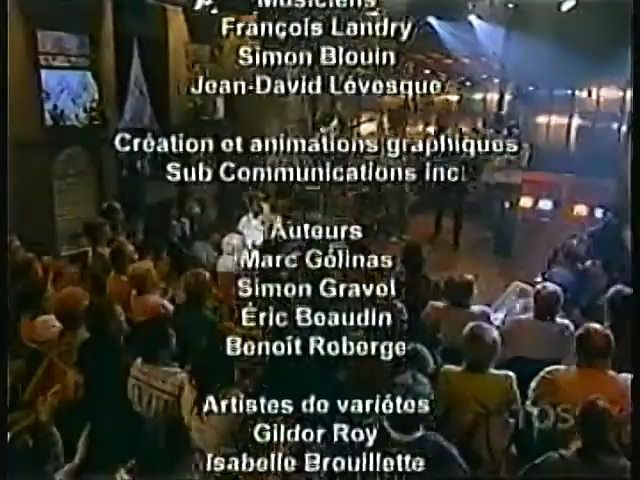 Musiciens
François Landry
Simon Blouin
Jean-David Lévesque
Création et animations graphiques
Sub Communications inc.
Auteurs
Marc Gélinas
Simon Gravel
Éric Beaudin
Benoît Roberge
Artistes de variétés
Gildor Roy
Isabelle Brouillette